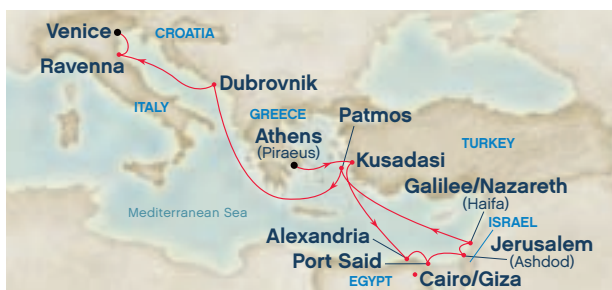 Venice
CROATIA
Ravenna
Dubrovnik
ITALY
GREECE
Patmos
Athens
(Piraeus)
TURKEY
Kusadasi
Galilee/Nazareth
(Haifa)
Mediterranean Sea
ISRAEL
Alexandria
Jerusalem
(Ashdod)
Port Said
EGYPT
Cairo/Giza